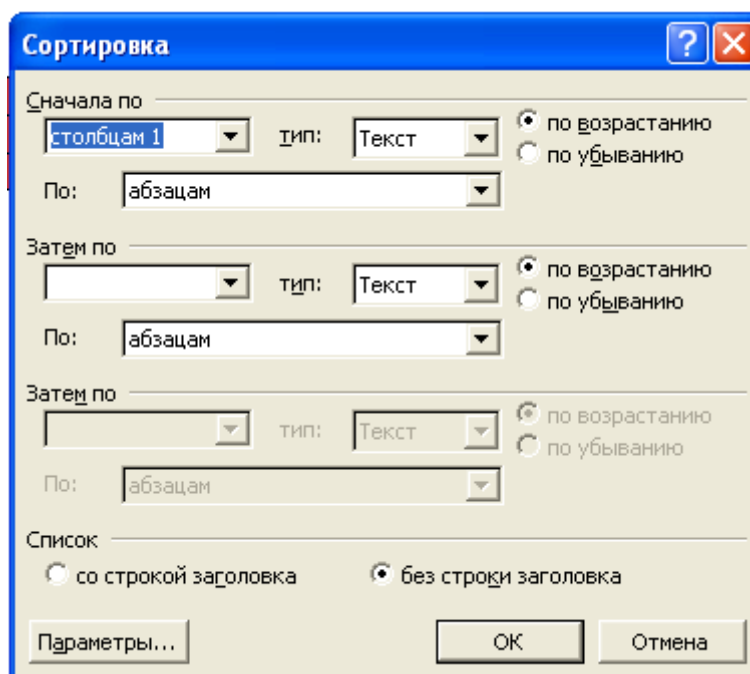 Сортировка
Сначала по
столбцам 1 тип: Текст по возрастанию
по убыванию
По: абзацам
Затем по
тип: Текст по возрастанию
по убыванию
По: абзацам
Затем по
тип: Текст по возрастанию
по убыванию
По: абзацам
Список
со строкой заголовка без строки заголовка
Параметры... ОК Отмена